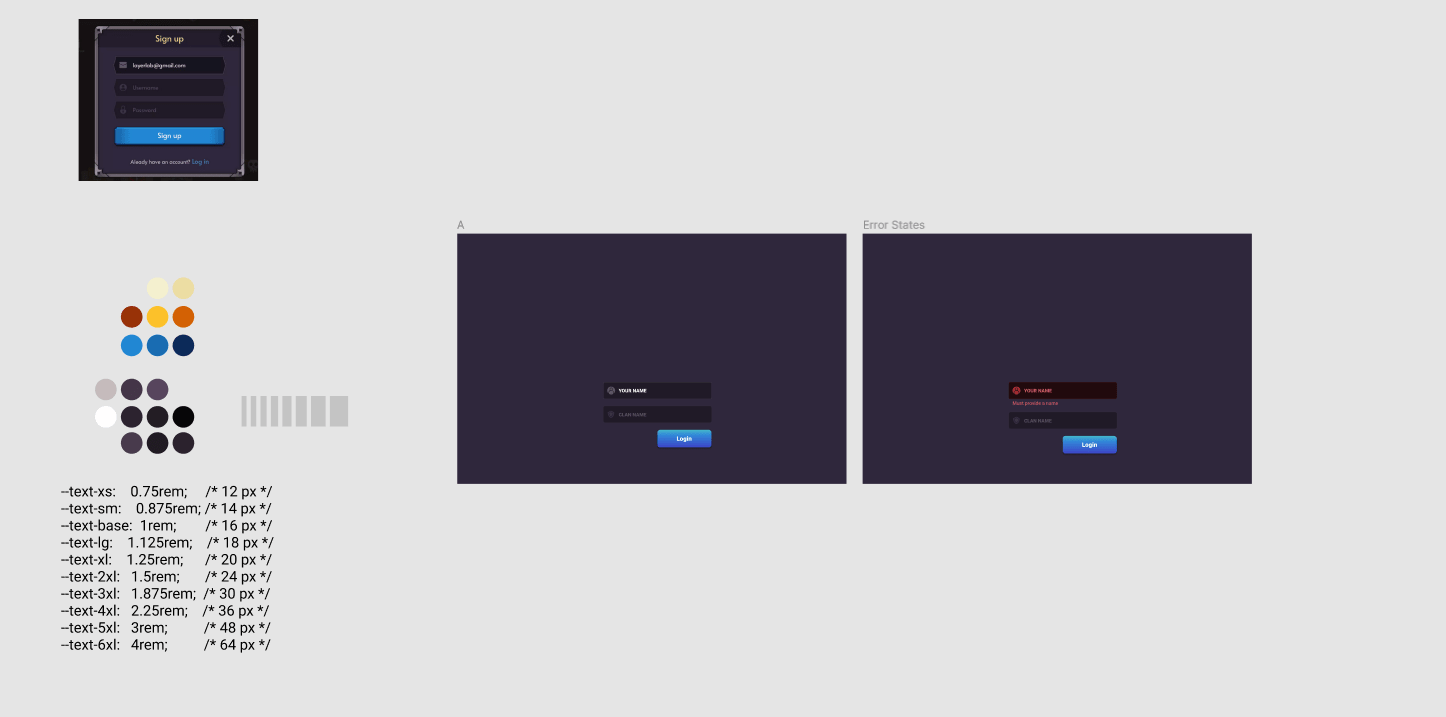 Sign up
layerlab@gmail.com
Username
Password
Sign up
Already have an account? Log in
A
YOUR NAME
CLAN NAME
Login
Error States
YOUR NAME
Must provide a name
CLAN NAME
Login
--text-xs: 0.75rem; /* 12 px */
--text-sm: 0.875rem; /* 14 px */
--text-base: 1rem; /* 16 px */
--text-lg: 1.125rem; /* 18 px */
--text-xl: 1.25rem; /* 20 px */
--text-2xl: 1.5rem; /* 24 px */
--text-3xl: 1.875rem; /* 30 px */
--text-4xl: 2.25rem; /* 36 px */
--text-5xl: 3rem; /* 48 px */
--text-6xl: 4rem; /* 64 px */